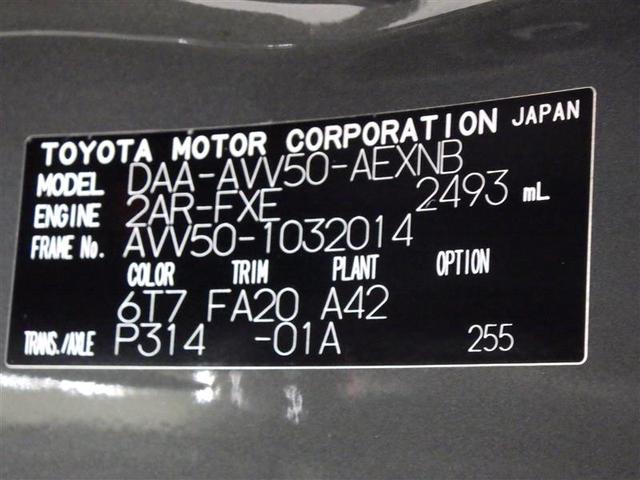 TOYOTA MOTOR CORPORATION JAPAN
MODEL DAA-AVV50-AEXNB
ENGINE 2AR-FXE 2493 mL
FRAME No. AVV50-1032014
COLOR TRIM PLANT OPTION
6T7 FA20 A42
TRANS./AXLE P314 -01A 255